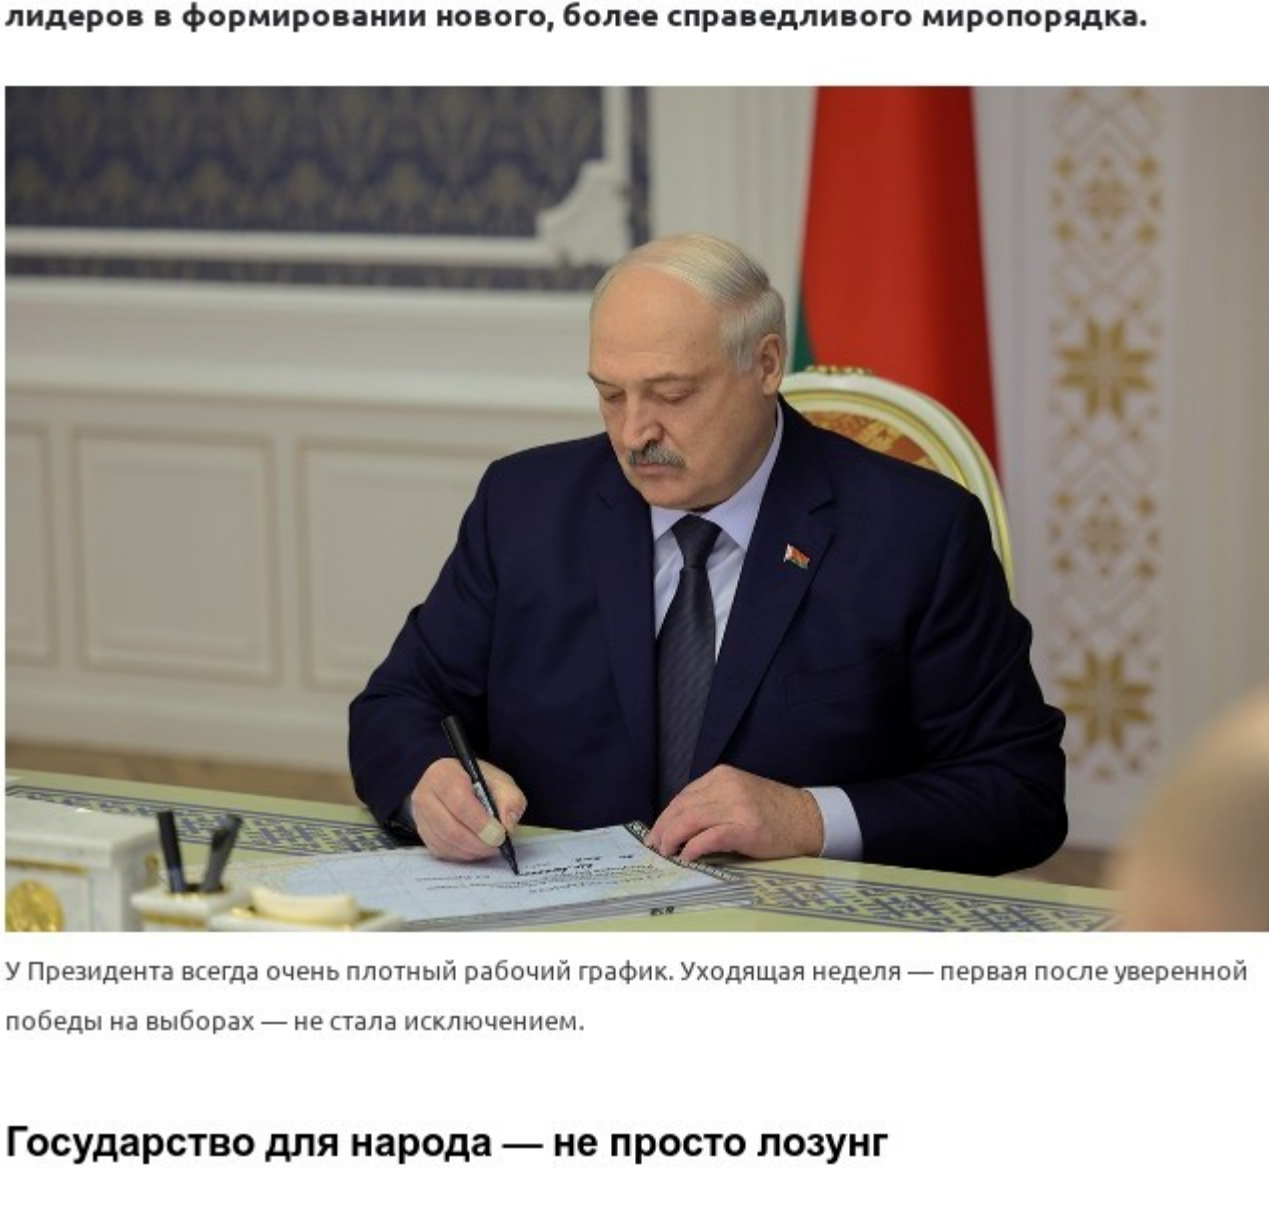 лидеров в формировании нового, более справедливого миропорядка.
У Президента всегда очень плотный рабочий график. Уходящая неделя — первая после уверенной
победы на выборах — не стала исключением.
Государство для народа — не просто лозунг